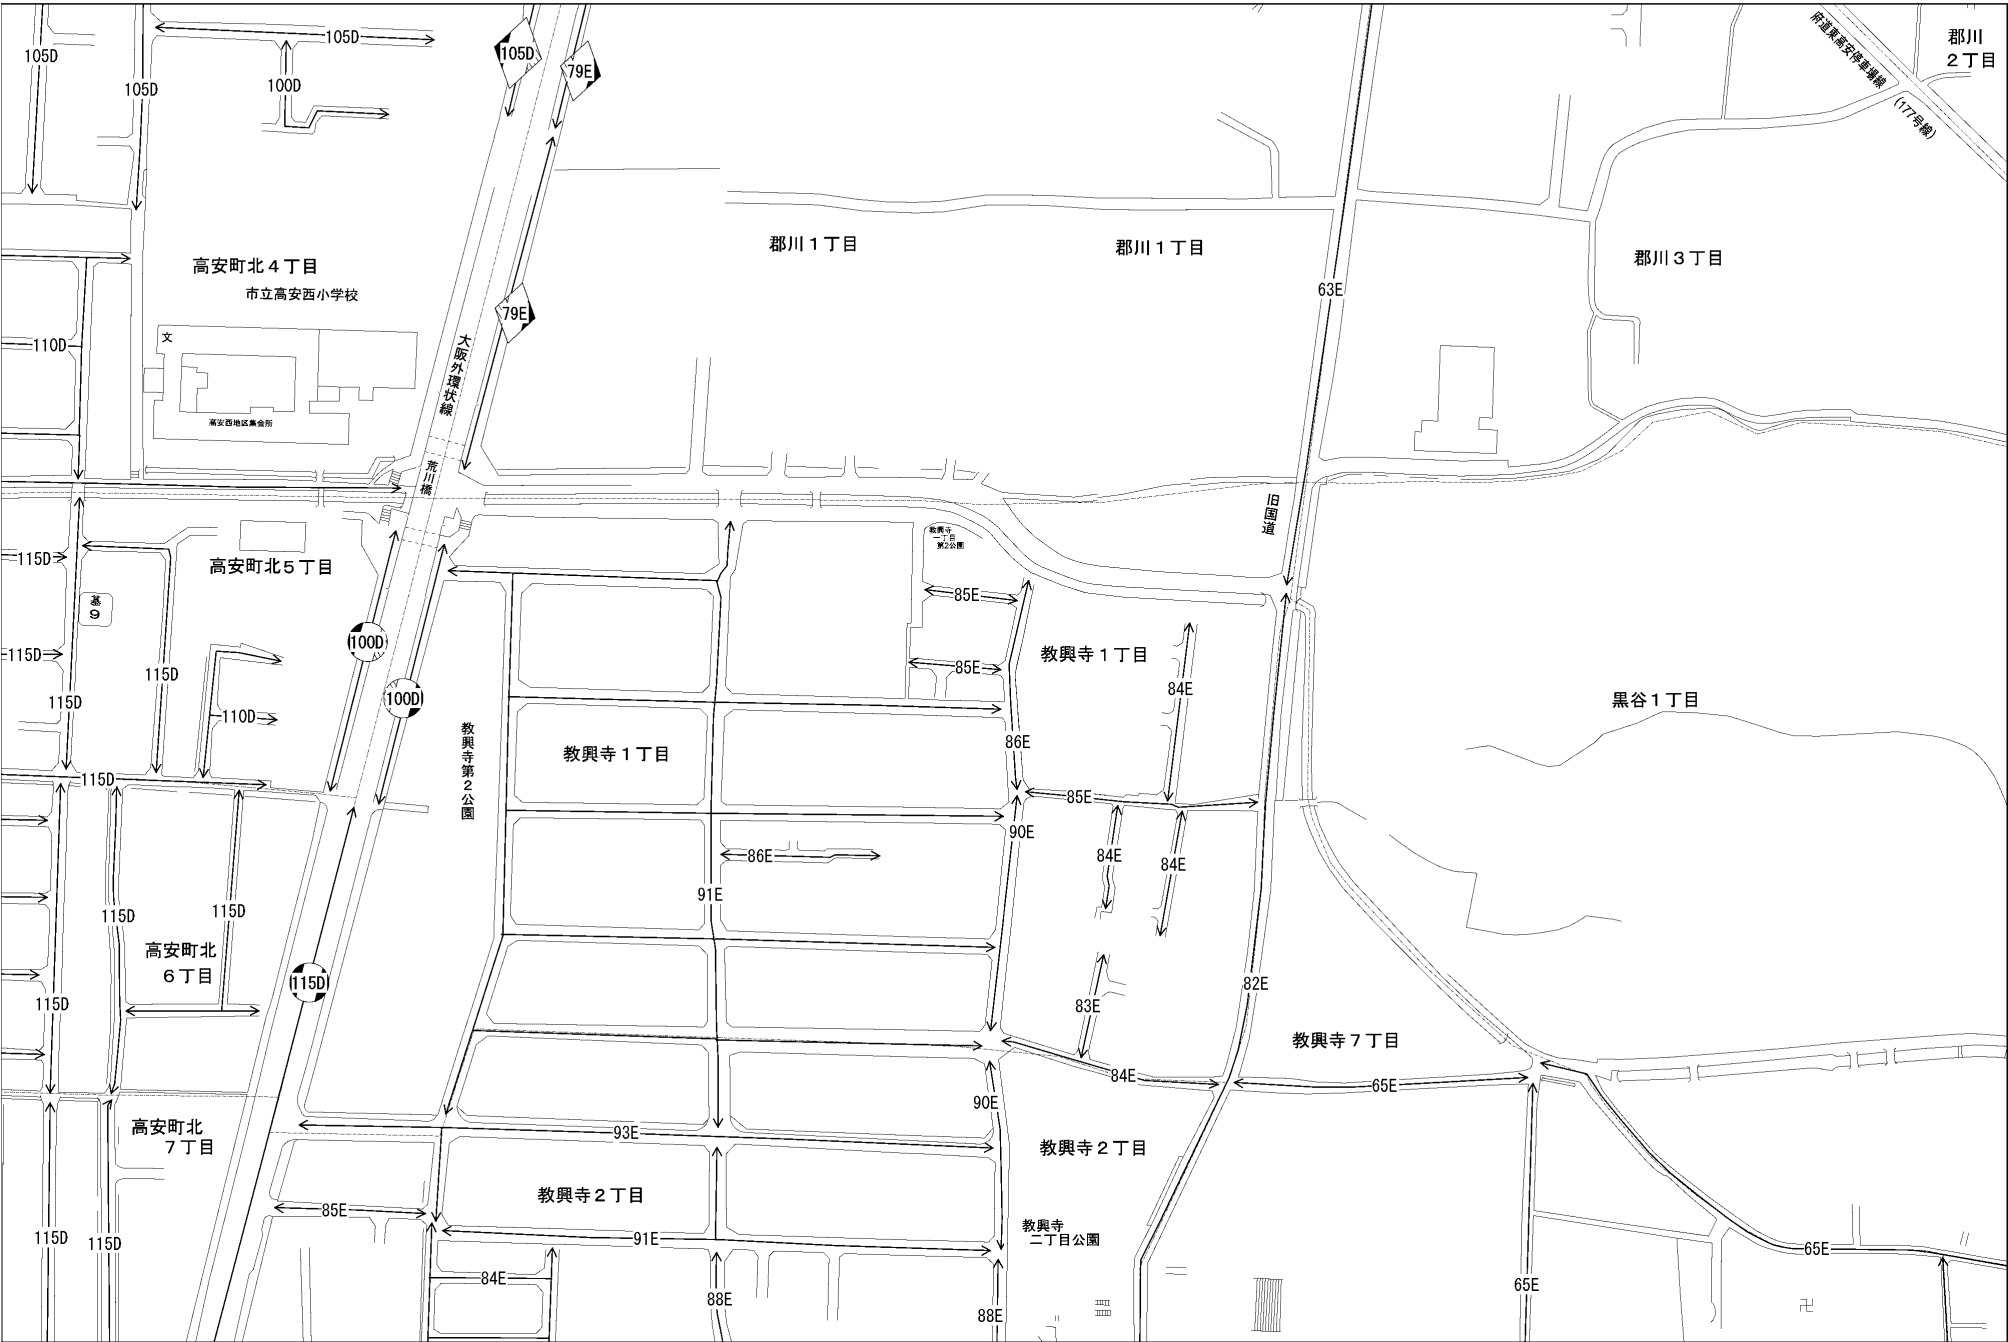 105D
105D
79E
105D
100D
105D
府道東高安停車場線
(177号線)
郡川
2丁目
高安町北4丁目
市立高安西小学校
文
高安西地区集会所
郡川1丁目
郡川1丁目
郡川3丁目
63E
79E
110D
大阪外環状線
荒川橋
旧国道
教興寺
一丁目
第2公園
115D
高安町北5丁目
墓
9
85E
100D
115D
85E
教興寺1丁目
115D
115D
84E
100D
110D
黒谷1丁目
教興寺第2公園
教興寺1丁目
86E
115D
85E
90E
86E
84E
84E
91E
115D
115D
高安町北
6丁目
115D
115D
82E
83E
教興寺7丁目
84E
65E
90E
高安町北
7丁目
93E
教興寺2丁目
教興寺2丁目
85E
教興寺
二丁目公園
115D
115D
91E
65E
84E
65E
88E
88E
卍